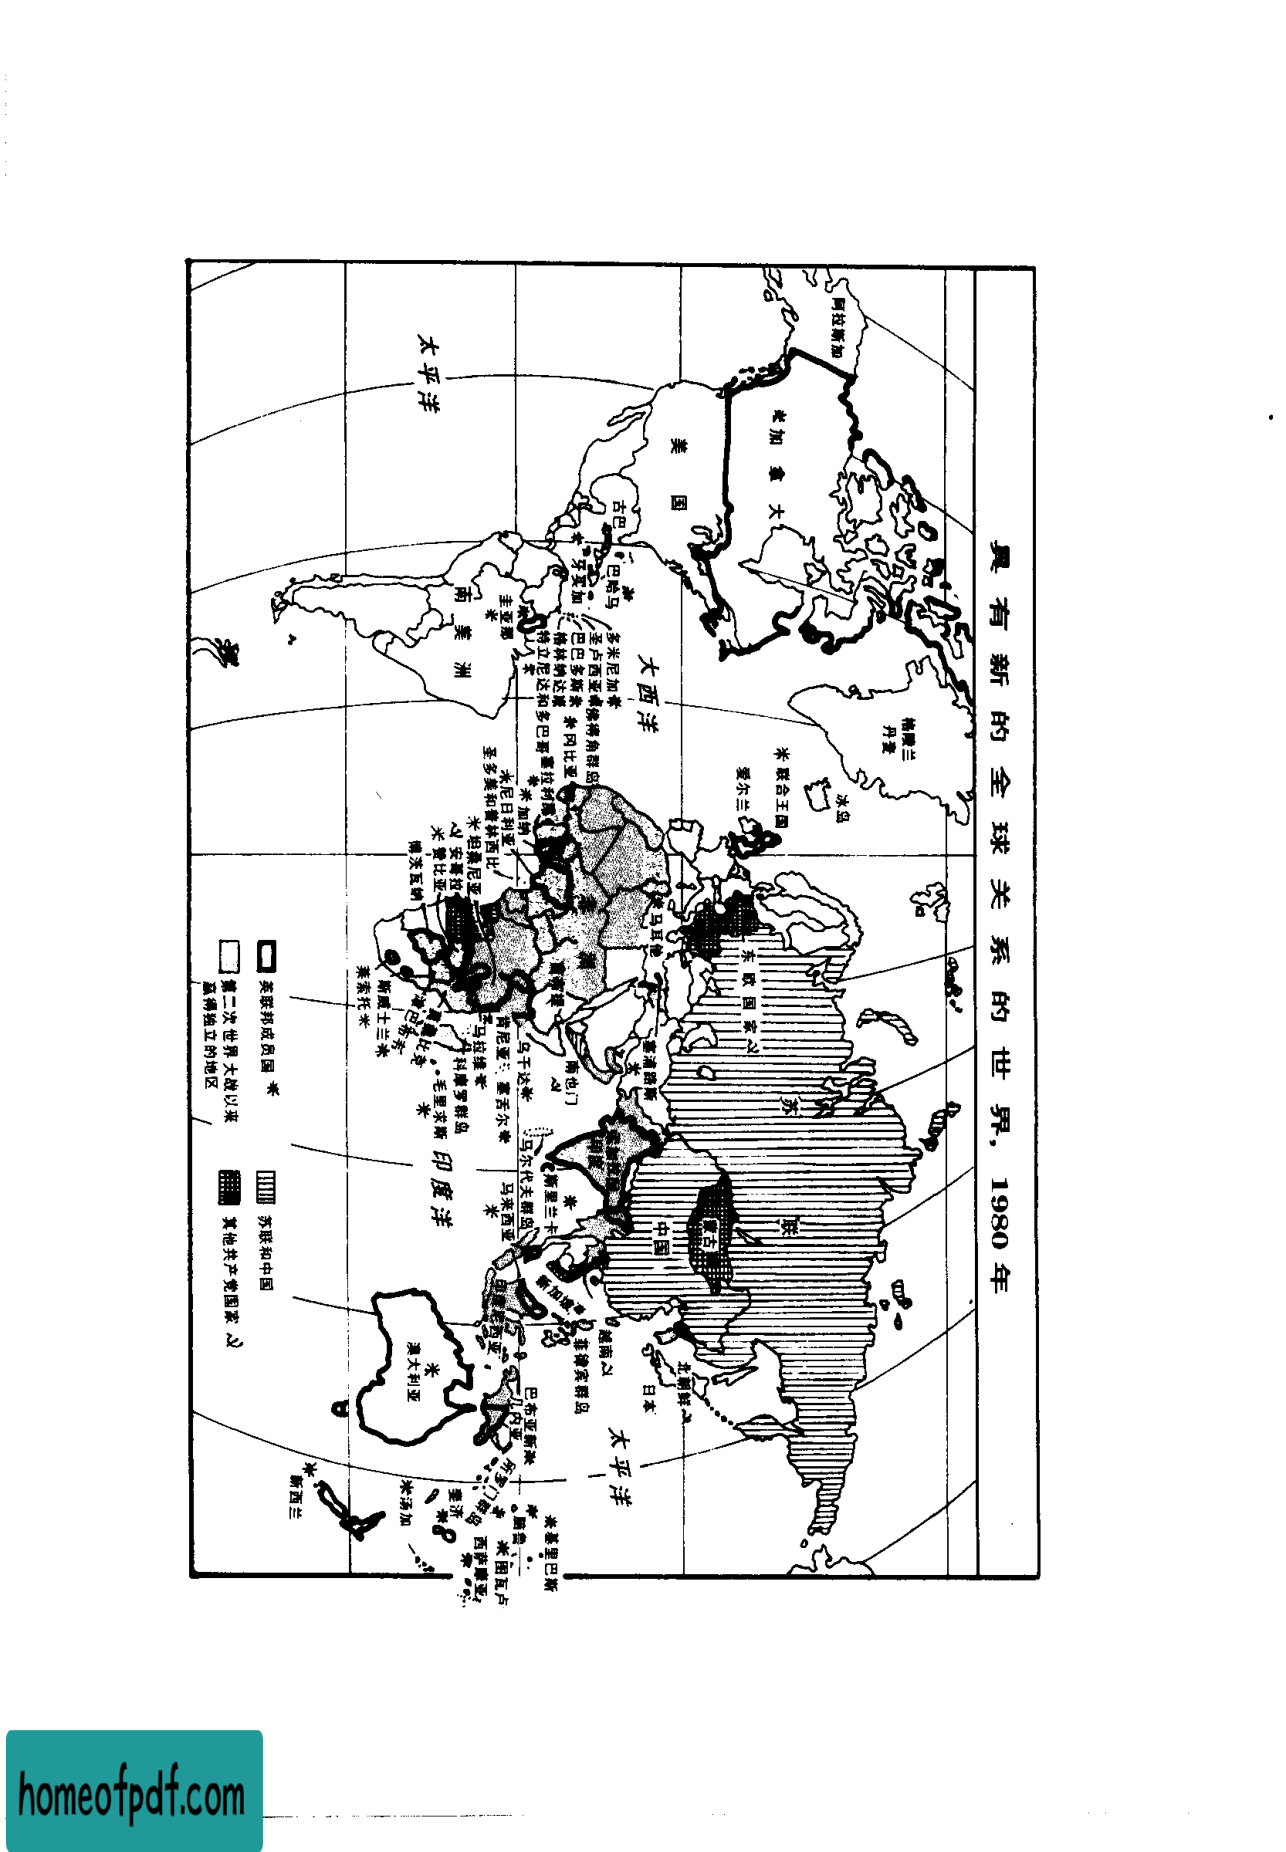 具有新的全球关系的世界，1980年
阿拉斯加
加拿大
美国
格陵兰
丹麦
冰岛
联合王国
爱尔兰
太平洋
大西洋
古巴
巴哈马
牙买加
圭亚那
南美洲
多米尼加
圣卢西亚
巴巴多斯
格林纳达
特立尼达和多巴哥
佛得角群岛
冈比亚
塞拉利昂
加纳
尼日利亚
圣多美和普林西比
坦桑尼亚
安哥拉
赞比亚
博茨瓦纳
非洲
马耳他
东欧国家
塞浦路斯
南也门
乌干达
肯尼亚
塞舌尔
马拉维
科摩罗群岛
毛里求斯
斯威士兰
莱索托
苏联
中国
蒙古
印度
马尔代夫群岛
斯里兰卡
马来西亚
印度洋
新加坡
印度尼西亚
越南
菲律宾群岛
北朝鲜
日本
太平洋
澳大利亚
巴布亚新
几内亚
所罗门群岛
新西兰
汤加
斐济
西萨摩亚
图瓦卢
瑙鲁
基里巴斯
英联邦成员国
第二次世界大战以来
赢得独立的地区
苏联和中国
其他共产党国家
homeofpdf.com